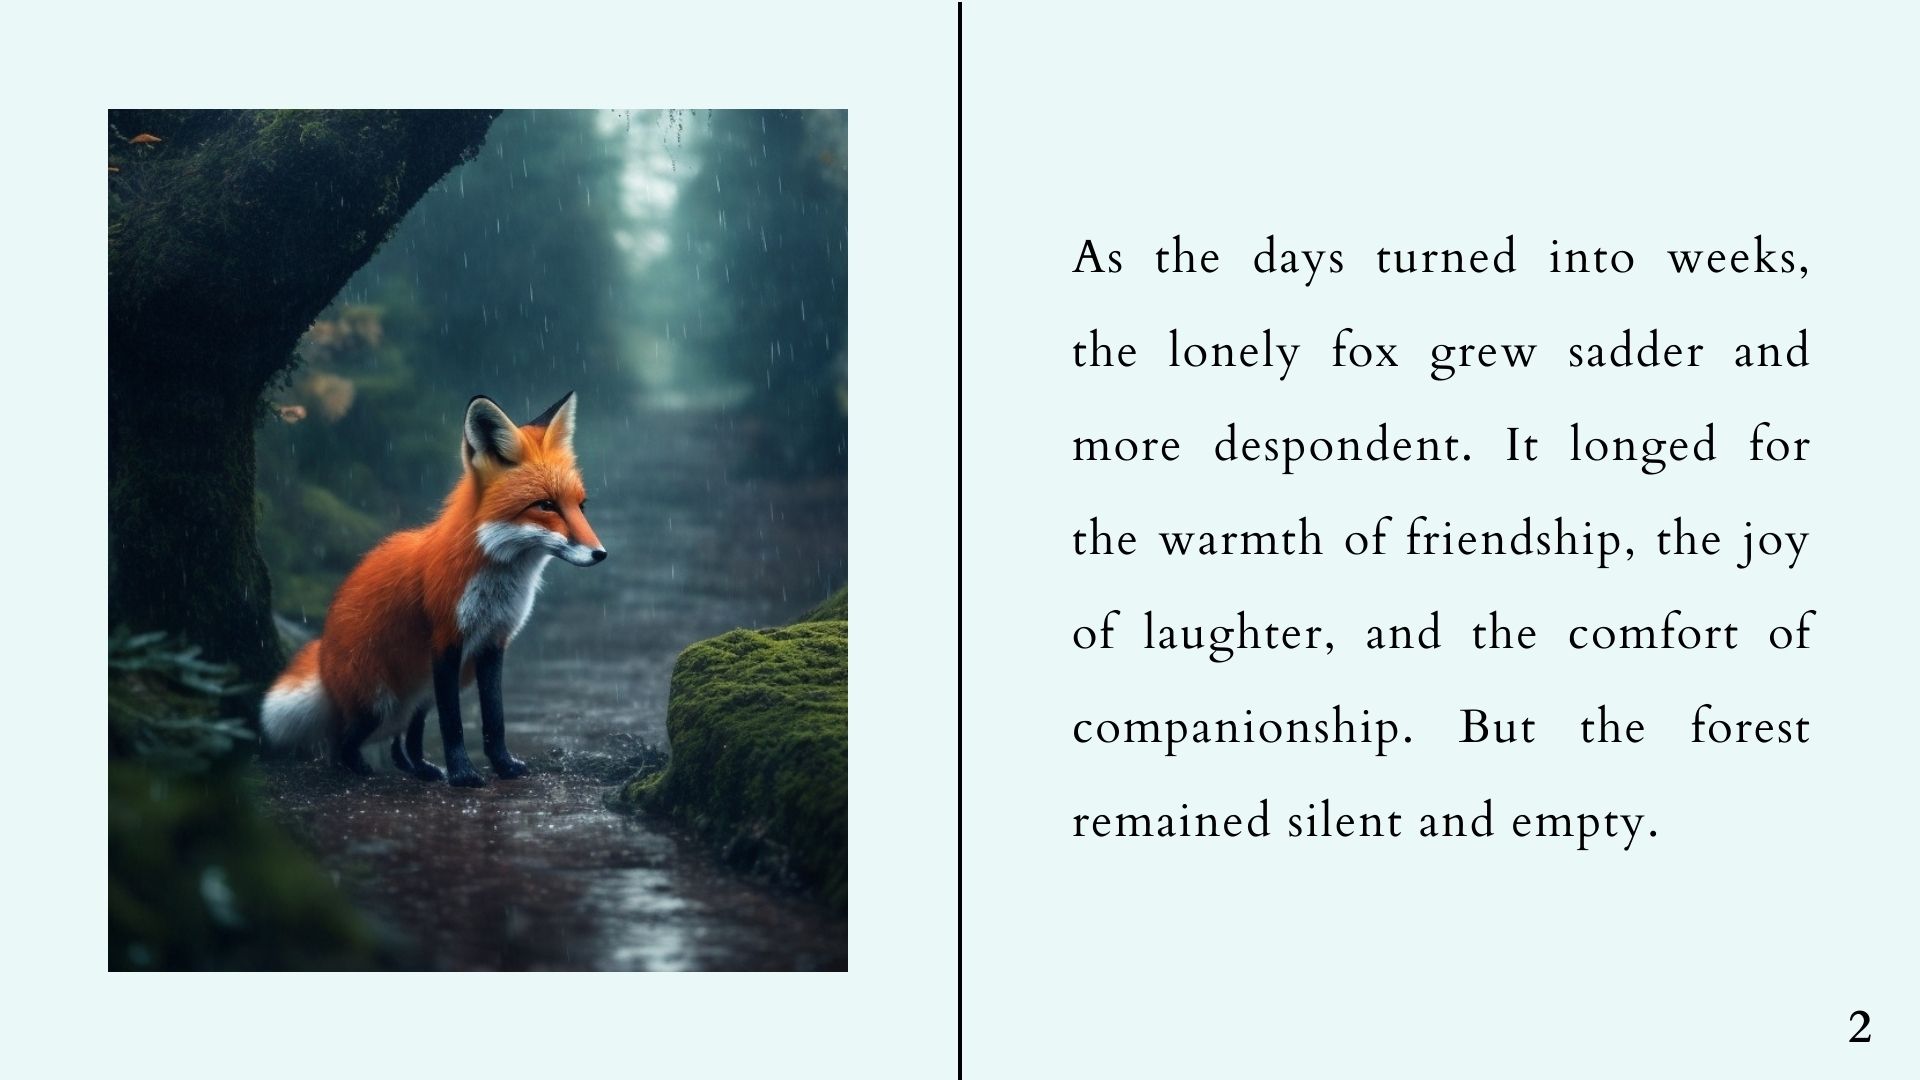 As the days turned into weeks,
the lonely fox grew sadder and
more despondent. It longed for
the warmth of friendship, the joy
of laughter, and the comfort of
companionship. But the forest
remained silent and empty.
2